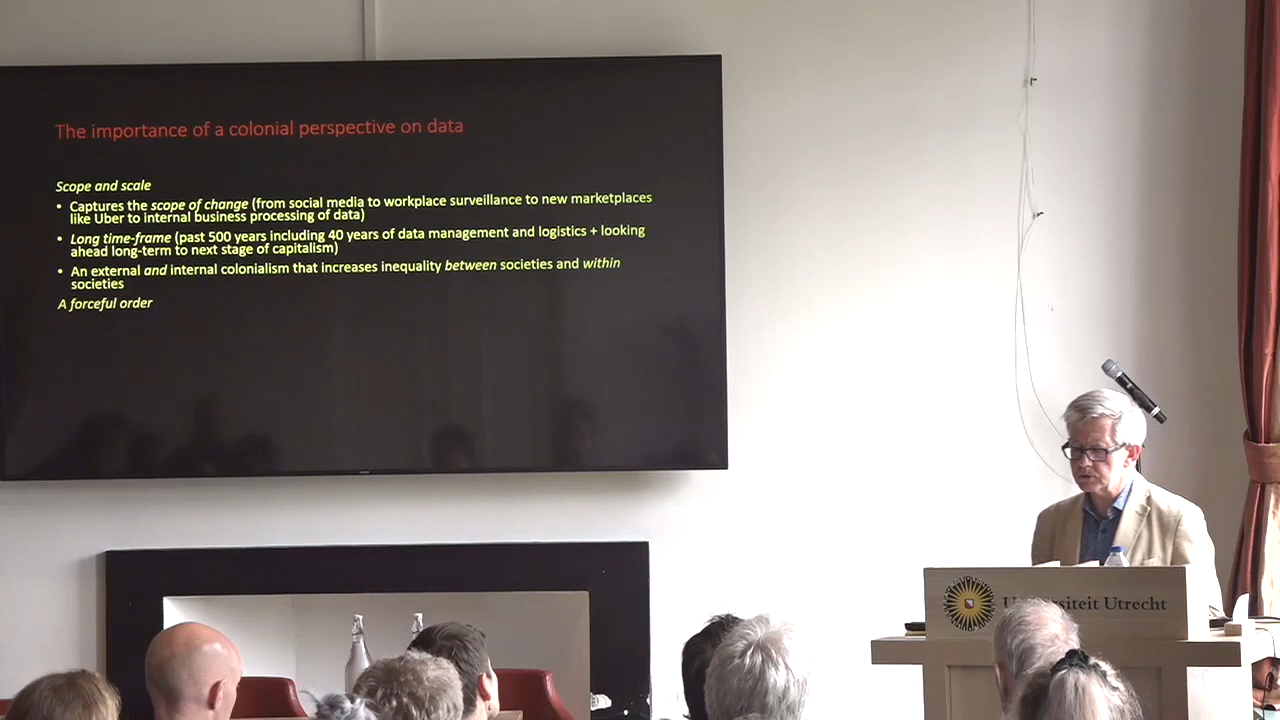 The importance of a colonial perspective on data
Scope and scale
• Captures the scope of change (from social media to workplace surveillance to new marketplaces
like Uber to internal business processing of data)
• Long time-frame (past 500 years including 40 years of data management and logistics + looking
ahead long-term to next stage of capitalism)
• An external and internal colonialism that increases inequality between societies and within
societies
A forceful order
Utrecht